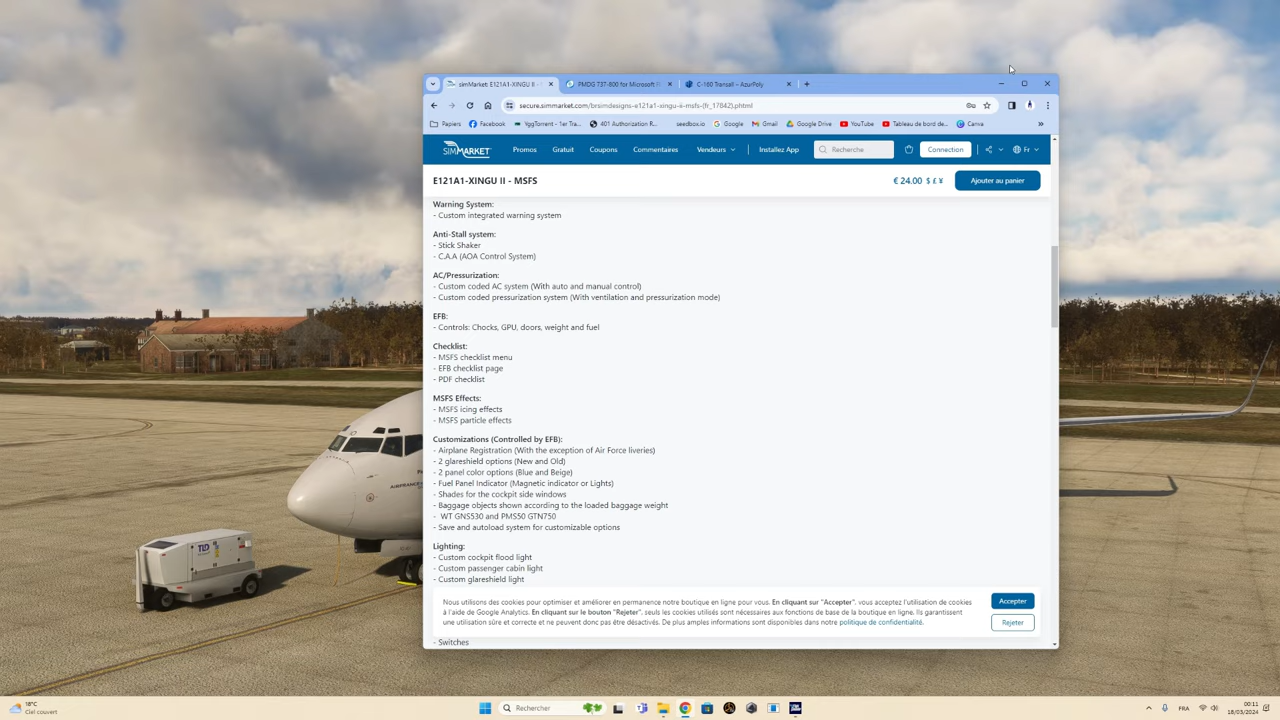 simMarket: E121A1-XINGU II -
PMDG 737-800 for Microsoft
C-160 Transall – AzurPoly
secure.simmarket.com/brsimdesigns-e121a1-xingu-ii-msfs-(fr_17842).phtml
Papiers
Facebook
YggTorrent - 1er Tra...
401 Authorization R...
seedbox.io
Google
Gmail
Google Drive
YouTube
Tableau de bord de...
Canva
»
SIMMARKET
Promos
Gratuit
Coupons
Commentaires
Vendeurs
Installez App
Recherche
Connection
Fr
E121A1-XINGU II - MSFS
€ 24.00 $ £ ¥
Ajouter au panier
Warning System:
- Custom integrated warning system
Anti-Stall system:
- Stick Shaker
- C.A.A (AOA Control System)
AC/Pressurization:
- Custom coded AC system (With auto and manual control)
- Custom coded pressurization system (With ventilation and pressurization mode)
EFB:
- Controls: Chocks, GPU, doors, weight and fuel
Checklist:
- MSFS checklist menu
- EFB checklist page
- PDF checklist
MSFS Effects:
- MSFS icing effects
- MSFS particle effects
Customizations (Controlled by EFB):
- Airplane Registration (With the exception of Air Force liveries)
- 2 glareshield options (New and Old)
- 2 panel color options (Blue and Beige)
- Fuel Panel Indicator (Magnetic indicator or Lights)
- Shades for the cockpit side windows
- Baggage objects shown according to the loaded baggage weight
- WT GNS530 and PMS50 GTN750
- Save and autoload system for customizable options
Lighting:
- Custom cockpit flood light
- Custom passenger cabin light
- Custom glareshield light
Nous utilisons des cookies pour optimiser et améliorer en permanence notre boutique en ligne pour vous. En cliquant sur "Accepter", vous acceptez l'utilisation de cookies
à l'aide de Google Analytics. En cliquant sur le bouton "Rejeter", seuls les cookies utilisés sont nécessaires aux fonctions de base de la boutique en ligne. Ils garantissent
une utilisation sûre et correcte et ne peuvent donc pas être désactivés. De plus amples informations sont disponibles dans notre politique de confidentialité.
Accepter
Rejeter
- Switches
TLD
18°C
Ciel couvert
Rechercher
FRA
00:11
18/03/2024